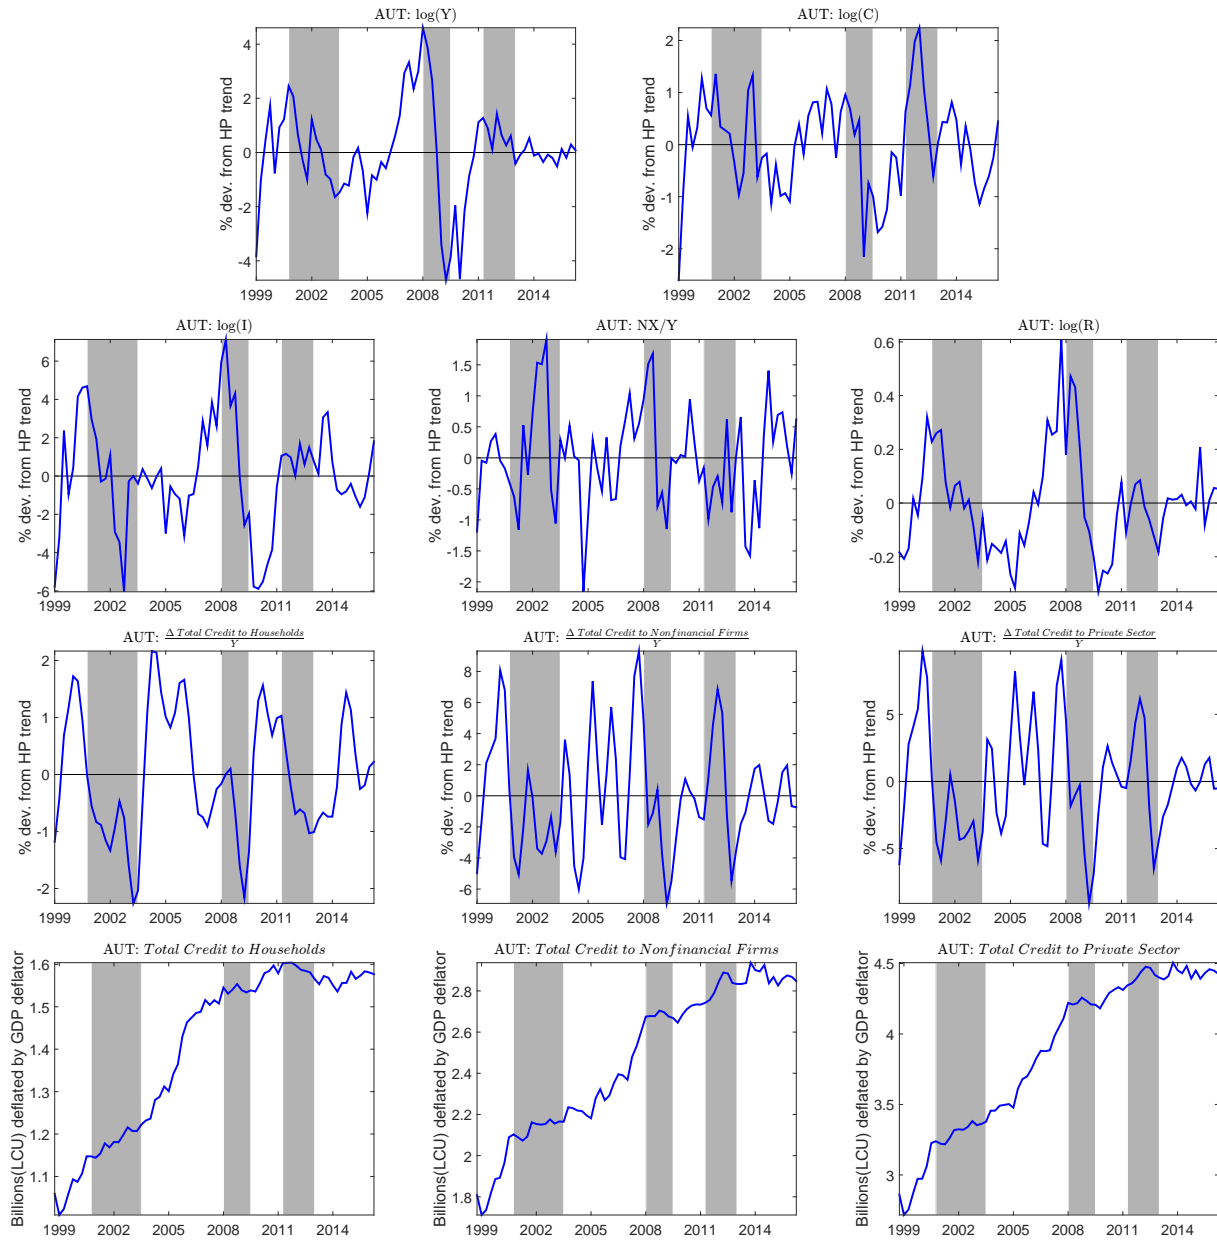 AUT: log(Y)
AUT: log(C)
% dev. from HP trend
4
2
0
-2
-4
1999 2002 2005 2008 2011 2014
% dev. from HP trend
2
1
0
-1
-2
1999 2002 2005 2008 2011 2014
AUT: log(I)
AUT: NX/Y
AUT: log(R)
% dev. from HP trend
6
4
2
0
-2
-4
-6
1999 2002 2005 2008 2011 2014
% dev. from HP trend
1.5
1
0.5
0
-0.5
-1
-1.5
-2
1999 2002 2005 2008 2011 2014
% dev. from HP trend
0.6
0.4
0.2
0
-0.2
1999 2002 2005 2008 2011 2014
AUT: Δ Total Credit to Households / Y
AUT: Δ Total Credit to Nonfinancial Firms / Y
AUT: Δ Total Credit to Private Sector / Y
% dev. from HP trend
2
1
0
-1
-2
1999 2002 2005 2008 2011 2014
% dev. from HP trend
8
6
4
2
0
-2
-4
-6
1999 2002 2005 2008 2011 2014
% dev. from HP trend
5
0
-5
1999 2002 2005 2008 2011 2014
AUT: Total Credit to Households
AUT: Total Credit to Nonfinancial Firms
AUT: Total Credit to Private Sector
Billions(LCU) deflated by GDP deflator
1.6
1.5
1.4
1.3
1.2
1.1
1999 2002 2005 2008 2011 2014
Billions(LCU) deflated by GDP deflator
2.8
2.6
2.4
2.2
2
1.8
1999 2002 2005 2008 2011 2014
Billions(LCU) deflated by GDP deflator
4.5
4
3.5
3
1999 2002 2005 2008 2011 2014